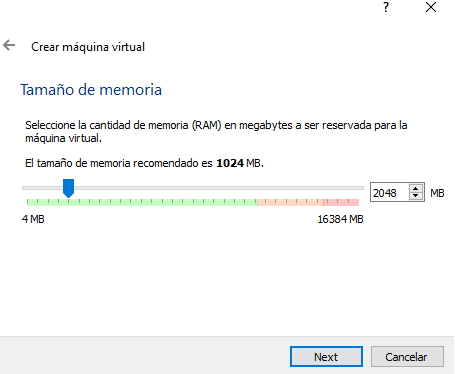 ?
Crear máquina virtual
Tamaño de memoria
Seleccione la cantidad de memoria (RAM) en megabytes a ser reservada para la
máquina virtual.
El tamaño de memoria recomendado es 1024 MB.
2048 MB
4 MB 16384 MB
Next Cancelar